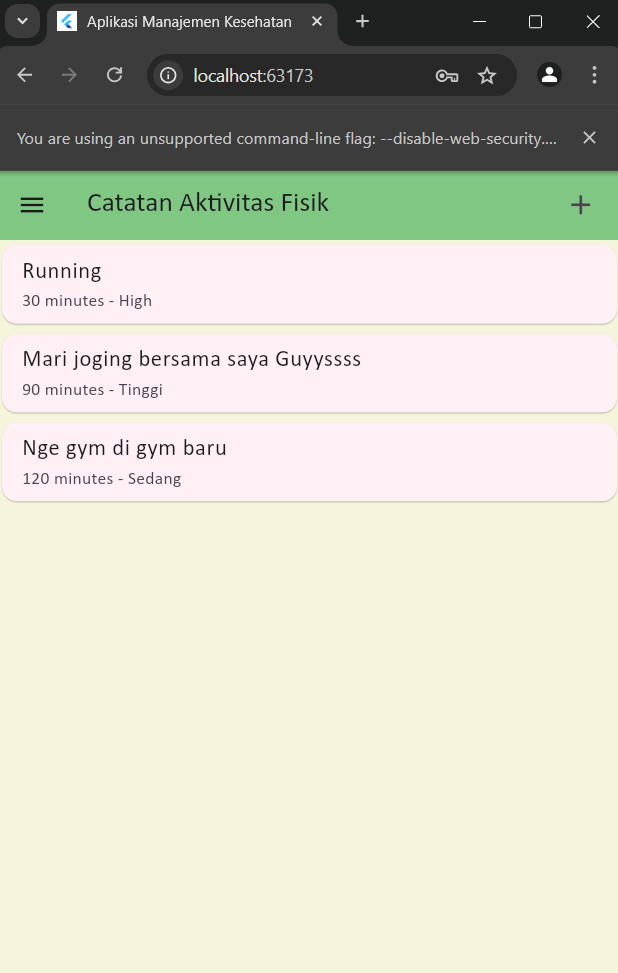 Aplikasi Manajemen Kesehatan
localhost:63173
You are using an unsupported command-line flag: --disable-web-security....
Catatan Aktivitas Fisik
Running
30 minutes - High
Mari joging bersama saya Guyyssss
90 minutes - Tinggi
Nge gym di gym baru
120 minutes - Sedang